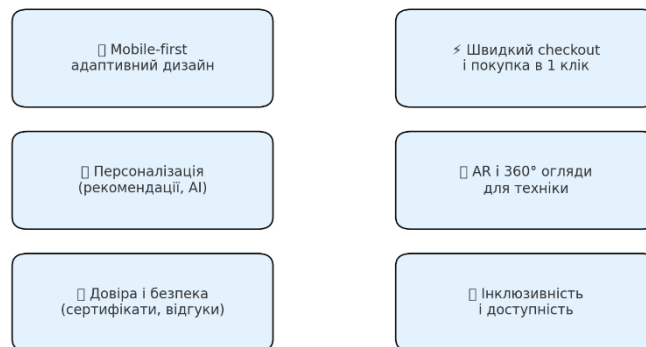 ▯ Mobile-first
адаптивний дизайн
⚡ Швидкий checkout
і покупка в 1 клік
▯ Персоналізація
(рекомендації, AI)
▯ AR і 360° огляди
для техніки
▯ Довіра і безпека
(сертифікати, відгуки)
▯ Інклюзивність
і доступність